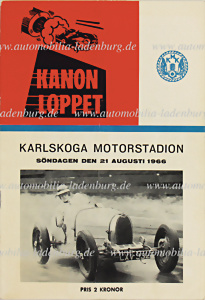 www.automobilia-ladenburg.de
KANON
LOPPET
www.automobilia-ladenburg.de
KARLSKOGA MOTORSTADION
SÖNDAGEN DEN 21 AUGUSTI 1966
www.automobilia-ladenburg.de
PRIS 2 KRONOR